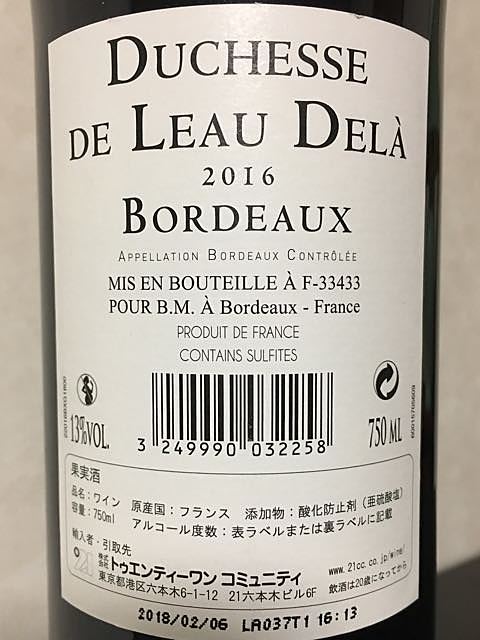 DUCHESSE
DE LEAU DELÀ
2016
BORDEAUX
APPELLATION BORDEAUX CONTRÔLÉE
MIS EN BOUTEILLE À F-33433
POUR B.M. À Bordeaux - France
PRODUIT DE FRANCE
CONTAINS SULFITES
13%VOL.
3 249990 032258
750 ML
果実酒
品名：ワイン 原産国：フランス 添加物：酸化防止剤（亜硫酸塩）
容量：750ml アルコール度数：表ラベルまたは裏ラベルに記載
輸入者・引取先
株式会社 トゥエンティーワン コミュニティ www.21cc.co.jp/wine/
東京都港区六本木6-1-12 21六本木ビル6F 飲酒は20歳になってから
2018/02/06 LA037T1 16:13